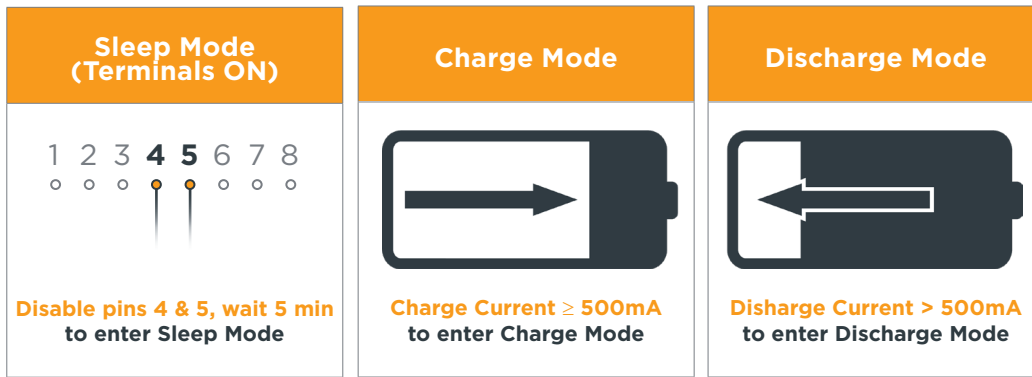 Sleep Mode
(Terminals ON)
1 2 3 4 5 6 7 8
Disable pins 4 & 5, wait 5 min
to enter Sleep Mode
Charge Mode
Charge Current ≥ 500mA
to enter Charge Mode
Discharge Mode
Disharge Current > 500mA
to enter Discharge Mode